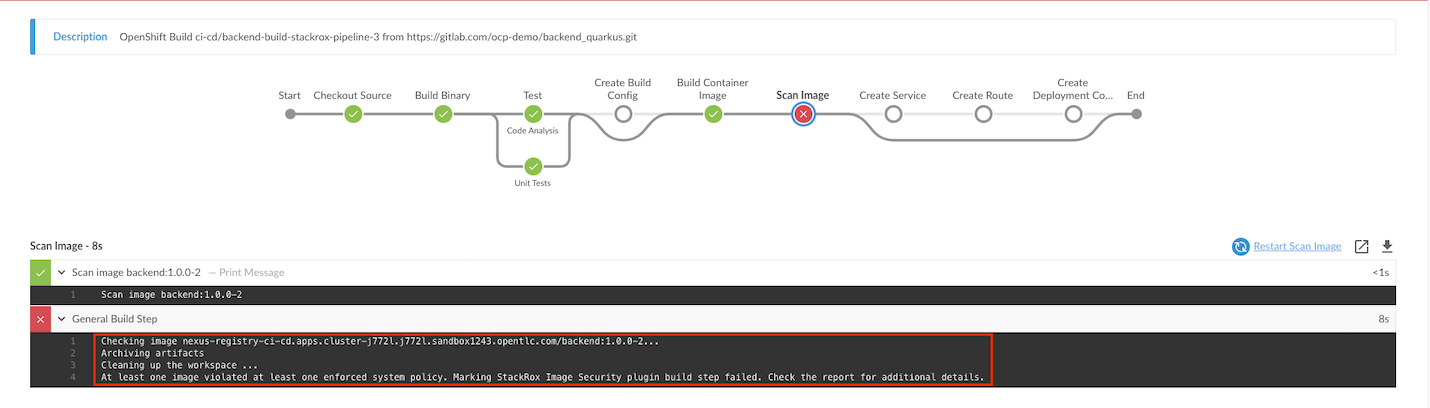 Description OpenShift Build ci-cd/backend-build-stackrox-pipeline-3 from https://gitlab.com/ocp-demo/backend_quarkus.git
Start
Checkout Source
Build Binary
Test
Create Build
Config
Build Container
Image
Scan Image
Create Service
Create Route
Create
Deployment Co...
End
Code Analysis
Unit Tests
Scan Image - 8s
Restart Scan Image
Scan image backend:1.0.0-2 — Print Message <1s
1 Scan image backend:1.0.0-2
General Build Step 8s
1 Checking image nexus-registry-ci-cd.apps.cluster-j772l.j772l.sandbox1243.opentlc.com/backend:1.0.0-2...
2 Archiving artifacts
3 Cleaning up the workspace ...
4 At least one image violated at least one enforced system policy. Marking StackRox Image Security plugin build step failed. Check the report for additional details.